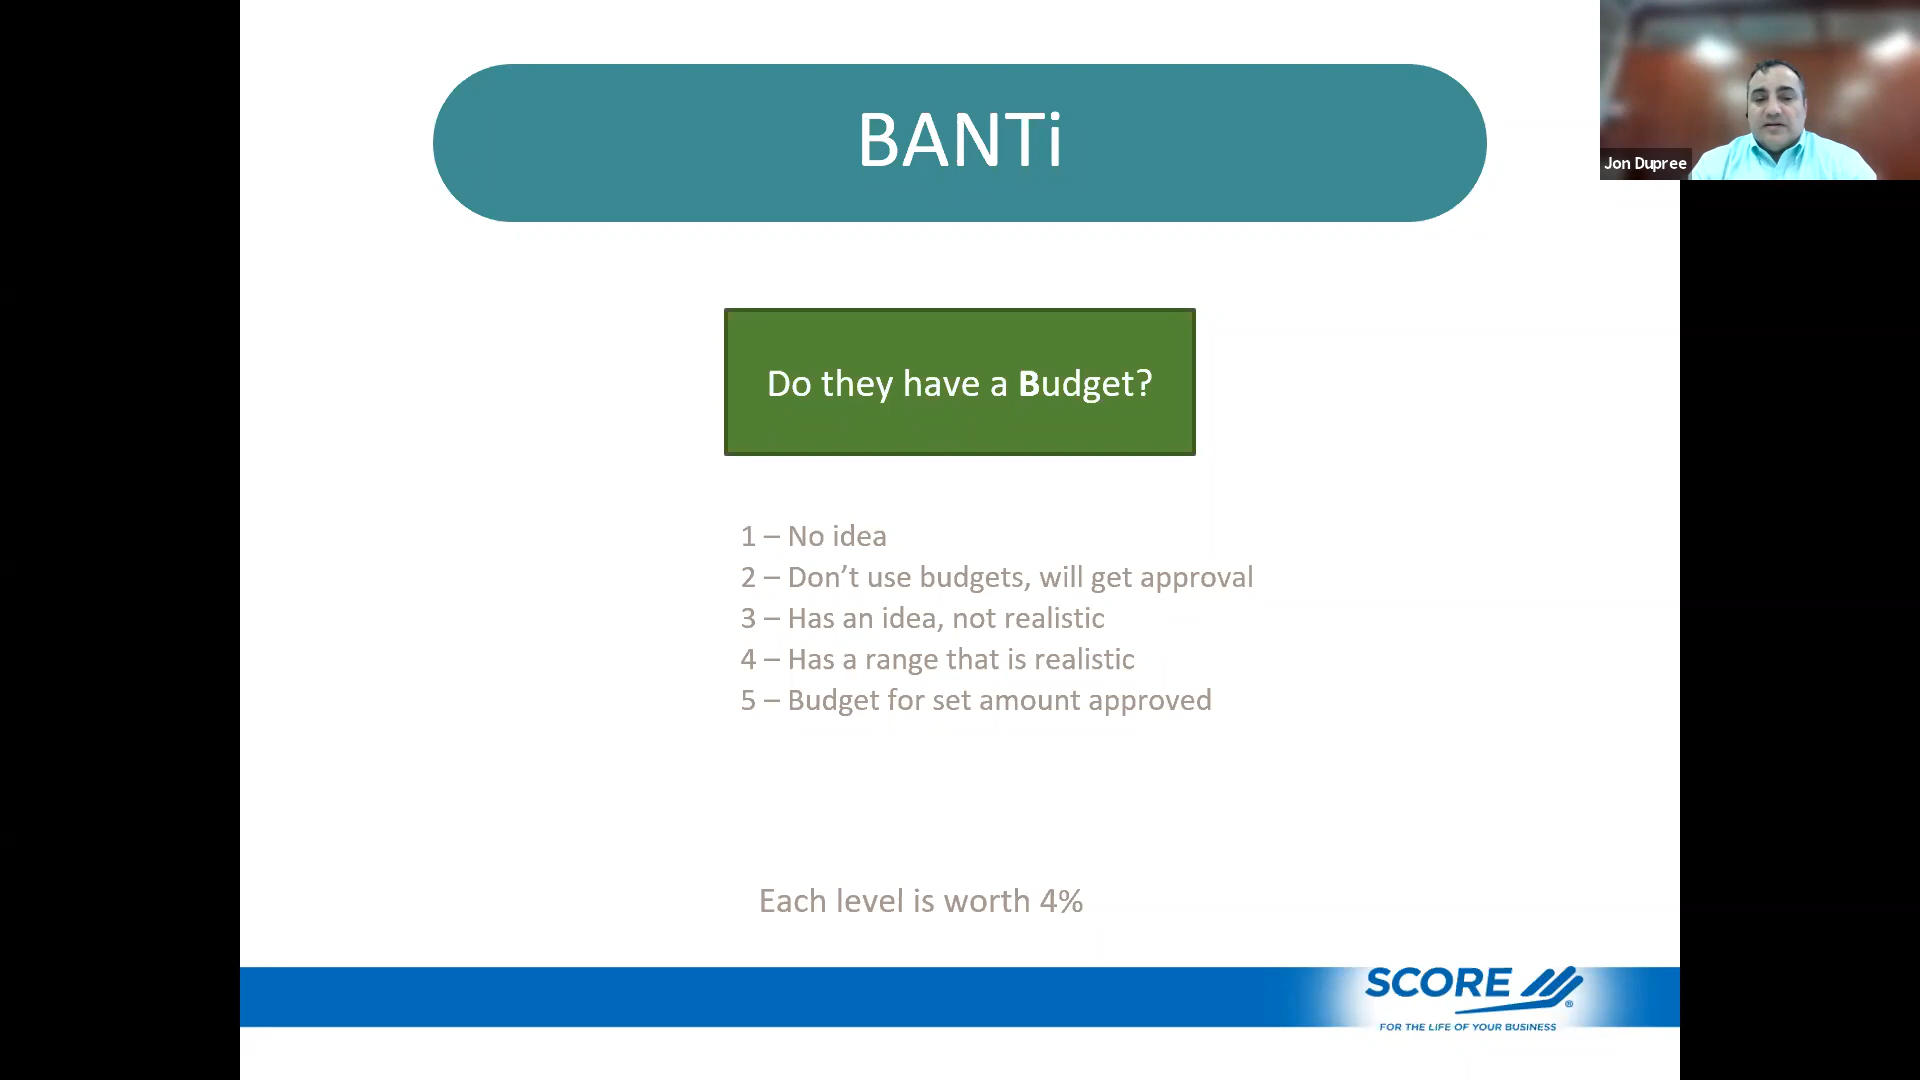 BANTi
Jon Dupree
Do they have a Budget?
1 – No idea
2 – Don’t use budgets, will get approval
3 – Has an idea, not realistic
4 – Has a range that is realistic
5 – Budget for set amount approved
Each level is worth 4%
SCORE ®
FOR THE LIFE OF YOUR BUSINESS